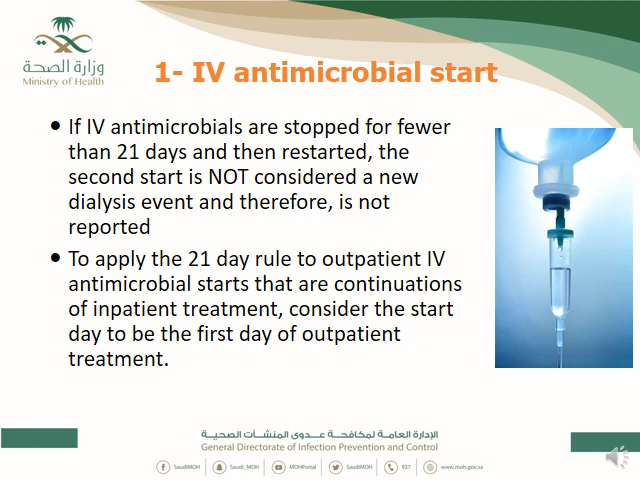 وزارة الصحة
Ministry of Health
1- IV antimicrobial start
• If IV antimicrobials are stopped for fewer
than 21 days and then restarted, the
second start is NOT considered a new
dialysis event and therefore, is not
reported
• To apply the 21 day rule to outpatient IV
antimicrobial starts that are continuations
of inpatient treatment, consider the start
day to be the first day of outpatient
treatment.
الإدارة العامة لمكافحة عدوى المنشآت الصحية
General Directorate of Infection Prevention and Control
SaudiMOH Saudi_MOH MOHPortal SaudiMOH 937 www.moh.gov.sa